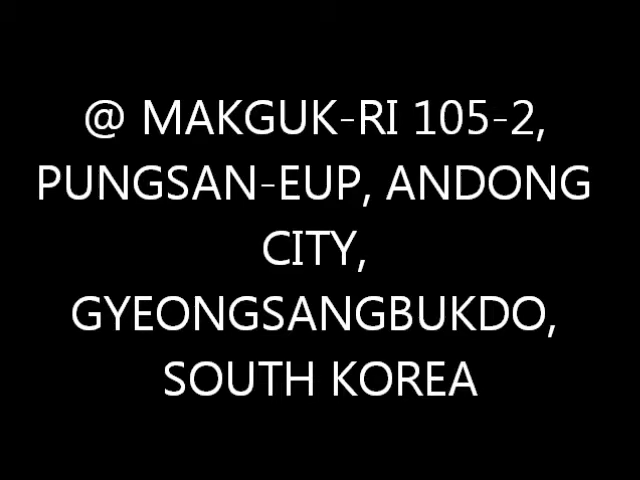 @ MAKGUK-RI 105-2,
PUNGSAN-EUP, ANDONG
CITY,
GYEONGSANGBUKDO,
SOUTH KOREA